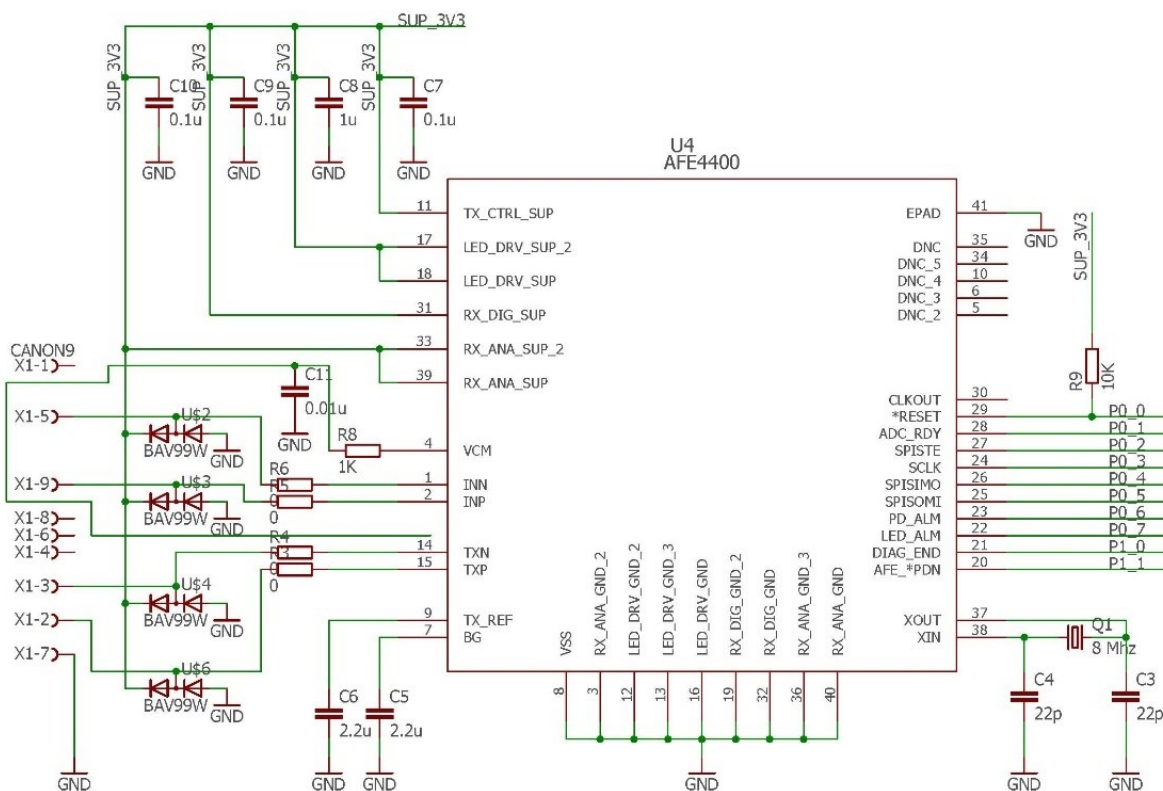 SUP_3V3
SUP_3V3
SUP_3V3
SUP_3V3
SUP_3V3
C10
0.1u
C9
0.1u
C8
1u
C7
0.1u
GND
GND
GND
GND
U4
AFE4400
11 TX_CTRL_SUP
17 LED_DRV_SUP_2
18 LED_DRV_SUP
31 RX_DIG_SUP
33 RX_ANA_SUP_2
39 RX_ANA_SUP
4 VCM
1 INN
2 INP
14 TXN
15 TXP
9 TX_REF
7 BG
EPAD 41
GND
DNC 35
DNC_5 34
DNC_4 10
DNC_3 6
DNC_2 5
SUP_3V3
R9
10K
CLKOUT 30
*RESET 29 P0_0
ADC_RDY 28 P0_1
SPISTE 27 P0_2
SCLK 24 P0_3
SPISIMO 26 P0_4
SPISOMI 25 P0_5
PD_ALM 23 P0_6
LED_ALM 22 P0_7
DIAG_END 21 P1_0
AFE_*PDN 20 P1_1
XOUT 37
XIN 38
Q1
8 Mhz
C4
22p
C3
22p
GND
GND
CANON9
X1-1
X1-5
X1-9
X1-8
X1-6
X1-4
X1-3
X1-2
X1-7
C11
0.01u
GND
R8
1K
U$2
BAV99W
GND
U$3
BAV99W
GND
U$4
BAV99W
GND
U$6
BAV99W
GND
R6
R5
0
0
R4
R3
0
0
C6
2.2u
C5
2.2u
GND
GND
GND
VSS
RX_ANA_GND_2
LED_DRV_GND_2
LED_DRV_GND_3
LED_DRV_GND
RX_DIG_GND_2
RX_DIG_GND
RX_ANA_GND_3
RX_ANA_GND
8
3
12
13
16
19
32
36
40
GND